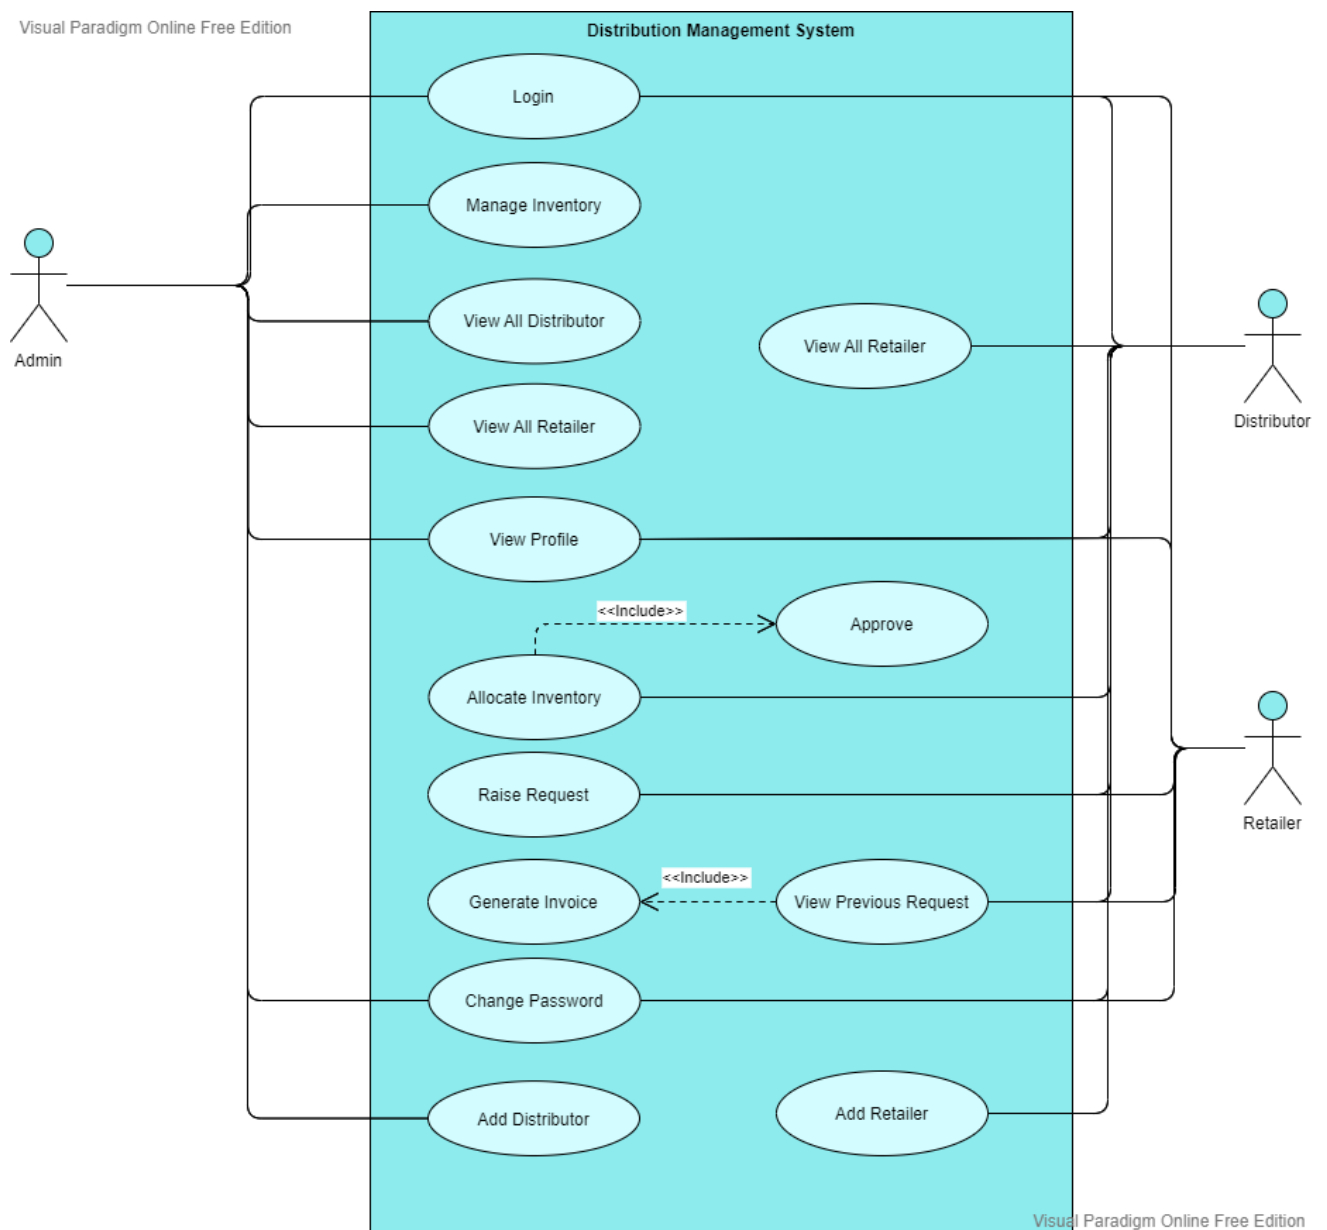 Visual Paradigm Online Free Edition
Distribution Management System
Login
Manage Inventory
Admin
View All Distributor
View All Retailer
Distributor
View All Retailer
View Profile
<<Include>>
Approve
Allocate Inventory
Raise Request
Retailer
<<Include>>
Generate Invoice
View Previous Request
Change Password
Add Distributor
Add Retailer
Visual Paradigm Online Free Edition